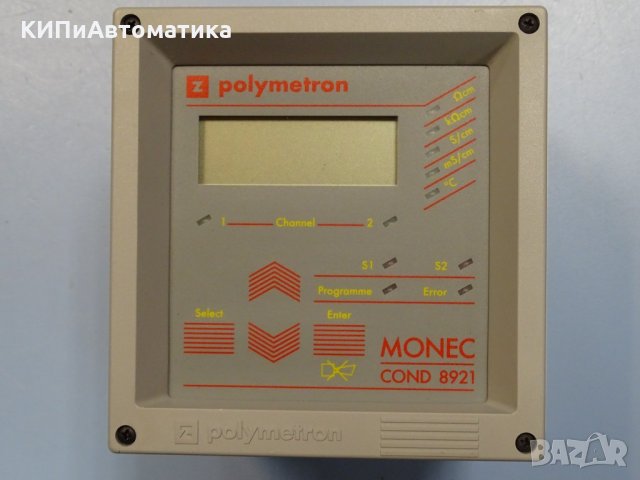 КИПиАвтоматика
Z polymetron
Ωcm
kΩcm
S/cm
mS/cm
°C
1 Channel 2
S1 S2
Programme Error
Select Enter
MONEC
COND 8921
Z polymetron
BAZAR